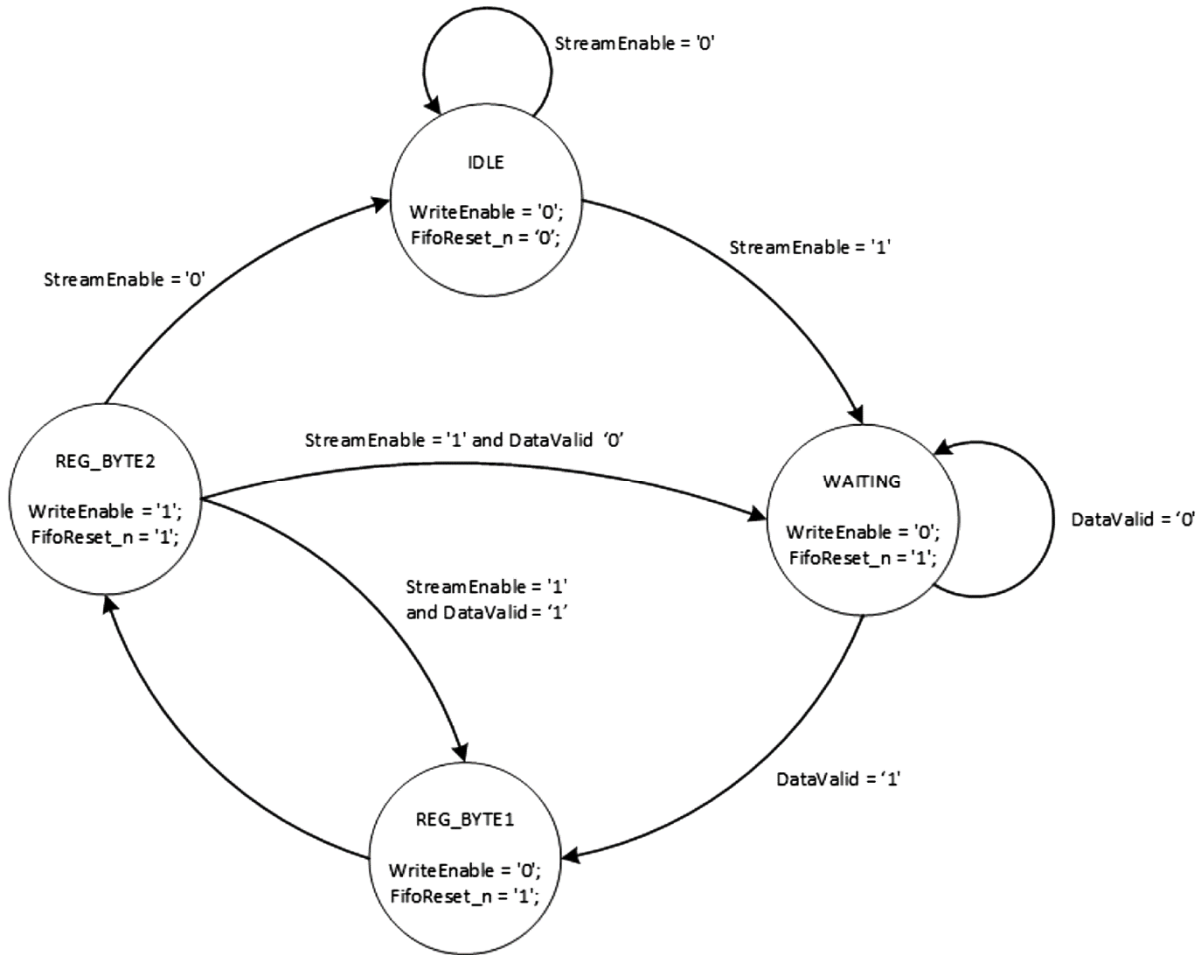 StreamEnable = '0'
IDLE
WriteEnable = '0';
FifoReset_n = ‘0’;
StreamEnable = '1'
StreamEnable = '0'
StreamEnable = '1' and DataValid ‘0’
REG_BYTE2
WriteEnable = '1';
FifoReset_n = '1';
WAITING
WriteEnable = '0';
FifoReset_n = '1';
DataValid = ‘0'
StreamEnable = '1'
and DataValid = ‘1’
DataValid = ‘1'
REG_BYTE1
WriteEnable = '0';
FifoReset_n = '1';